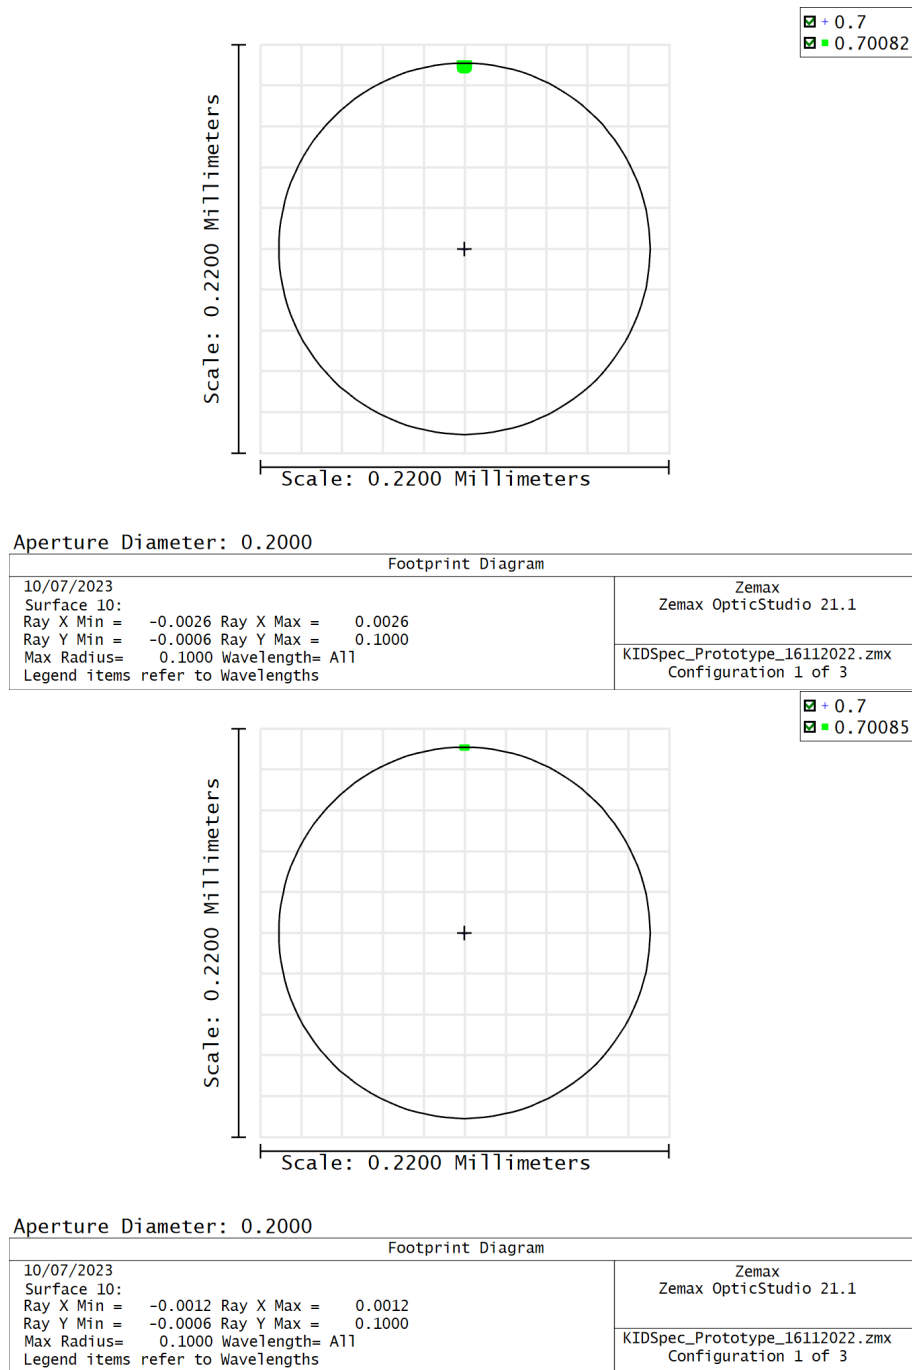 + 0.7
0.70082
Scale: 0.2200 Millimeters
Scale: 0.2200 Millimeters
Aperture Diameter: 0.2000
Footprint Diagram
10/07/2023
Surface 10:
Ray X Min = -0.0026 Ray X Max = 0.0026
Ray Y Min = -0.0006 Ray Y Max = 0.1000
Max Radius= 0.1000 Wavelength= All
Legend items refer to Wavelengths
Zemax
Zemax OpticStudio 21.1
KIDSpec_Prototype_16112022.zmx
Configuration 1 of 3
+ 0.7
0.70085
Scale: 0.2200 Millimeters
Scale: 0.2200 Millimeters
Aperture Diameter: 0.2000
Footprint Diagram
10/07/2023
Surface 10:
Ray X Min = -0.0012 Ray X Max = 0.0012
Ray Y Min = -0.0006 Ray Y Max = 0.1000
Max Radius= 0.1000 Wavelength= All
Legend items refer to Wavelengths
Zemax
Zemax OpticStudio 21.1
KIDSpec_Prototype_16112022.zmx
Configuration 1 of 3